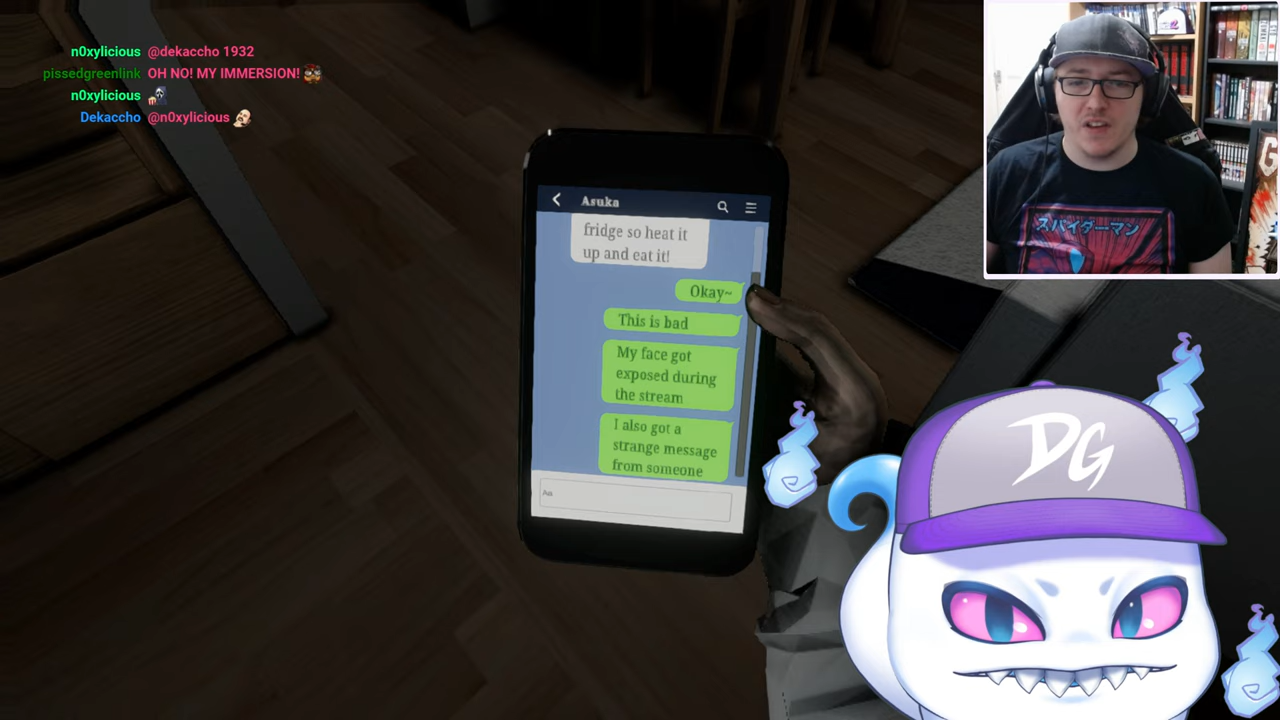 n0xylicious @dekaccho 1932
pissedgreenlink OH NO! MY IMMERSION!
n0xylicious
Dekaccho @n0xylicious
Asuka
fridge so heat it
up and eat it!
Okay~
This is bad
My face got
exposed during
the stream
I also got a
strange message
from someone
Aa
スパイダーマン
DG